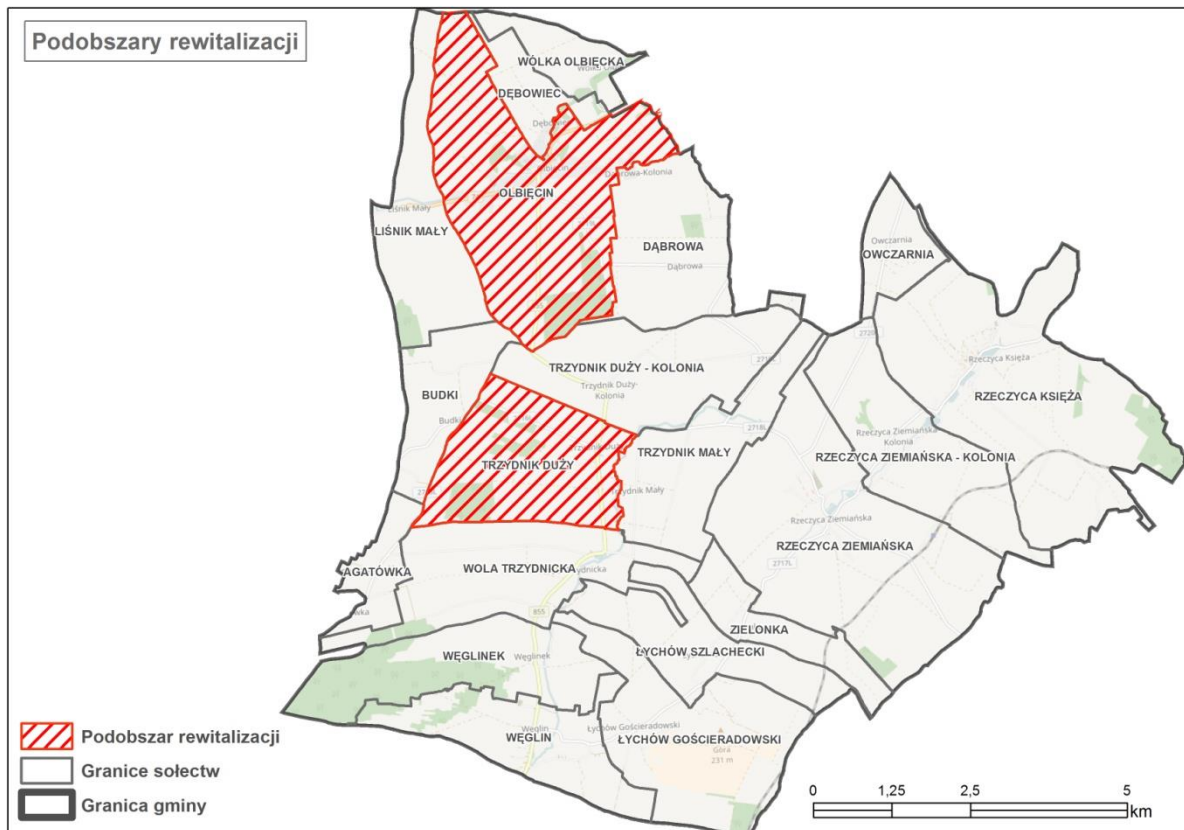 Podobszary rewitalizacji
WÓLKA OLBIĘCKA
DĘBOWIEC
OLBIĘCIN
Dąbrowa-Kolonia
Liśnik Mały
LIŚNIK MAŁY
DĄBROWA
Dąbrowa
Owczarnia
OWCZARNIA
TRZYDNIK DUŻY - KOLONIA
Trzydnik Duży-
Kolonia
Rzeczyca Księża
RZECZYCA KSIĘŻA
BUDKI
Budki
2718L
Rzeczyca Ziemiańska
Kolonia
TRZYDNIK MAŁY
RZECZYCA ZIEMIAŃSKA - KOLONIA
TRZYDNIK DUŻY
Trzydnik Mały
Rzeczyca Ziemiańska
RZECZYCA ZIEMIAŃSKA
AGATÓWKA
WOLA TRZYDNICKA
2717L
855
ZIELONKA
WĘGLINEK
Węglinek
ŁYCHÓW SZLACHECKI
Węglin
WĘGLIN
Łychów Gościeradowski
ŁYCHÓW GOŚCIERADOWSKI
Góra
231 m
Podobszar rewitalizacji
Granice sołectw
Granica gminy
0 1,25 2,5 5
km